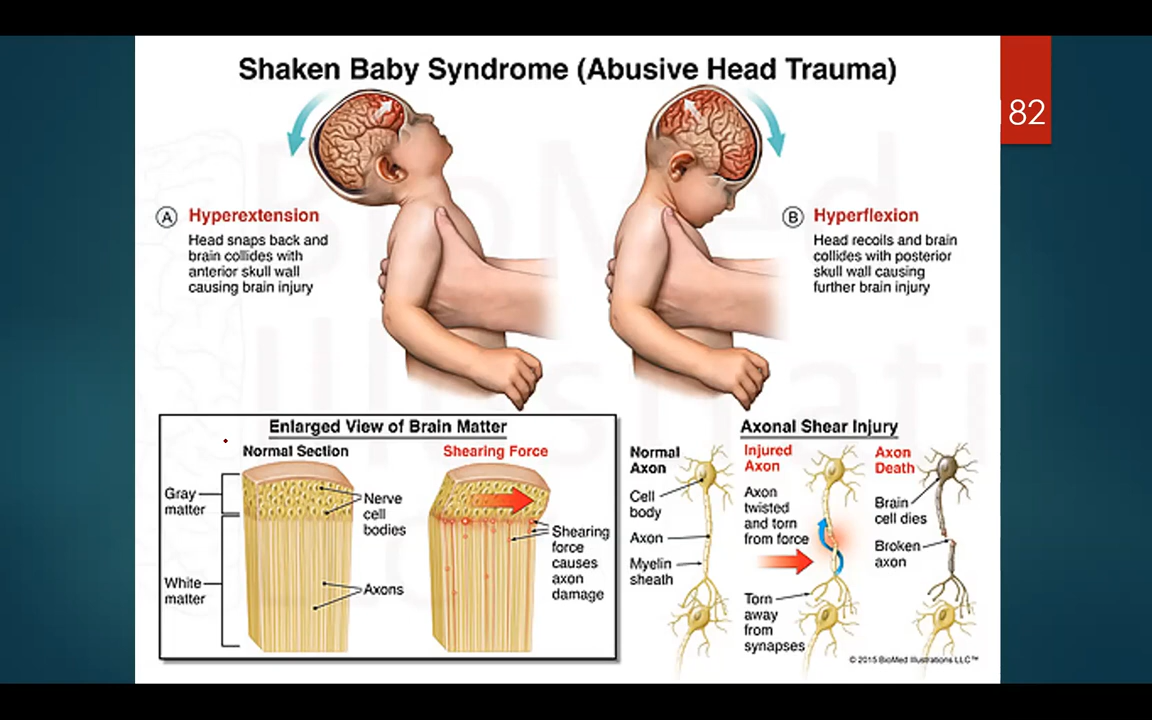 Shaken Baby Syndrome (Abusive Head Trauma)
82
A
Hyperextension
Head snaps back and
brain collides with
anterior skull wall
causing brain injury
B
Hyperflexion
Head recoils and brain
collides with posterior
skull wall causing
further brain injury
Enlarged View of Brain Matter
Normal Section
Shearing Force
Gray
matter
Nerve
cell
bodies
White
matter
Axons
Shearing
force
causes
axon
damage
Axonal Shear Injury
Normal
Axon
Cell
body
Axon
Myelin
sheath
Injured
Axon
Axon
twisted
and torn
from force
Torn
away
from
synapses
Axon
Death
Brain
cell dies
Broken
axon
© 2015 BioMed Illustrations LLC™